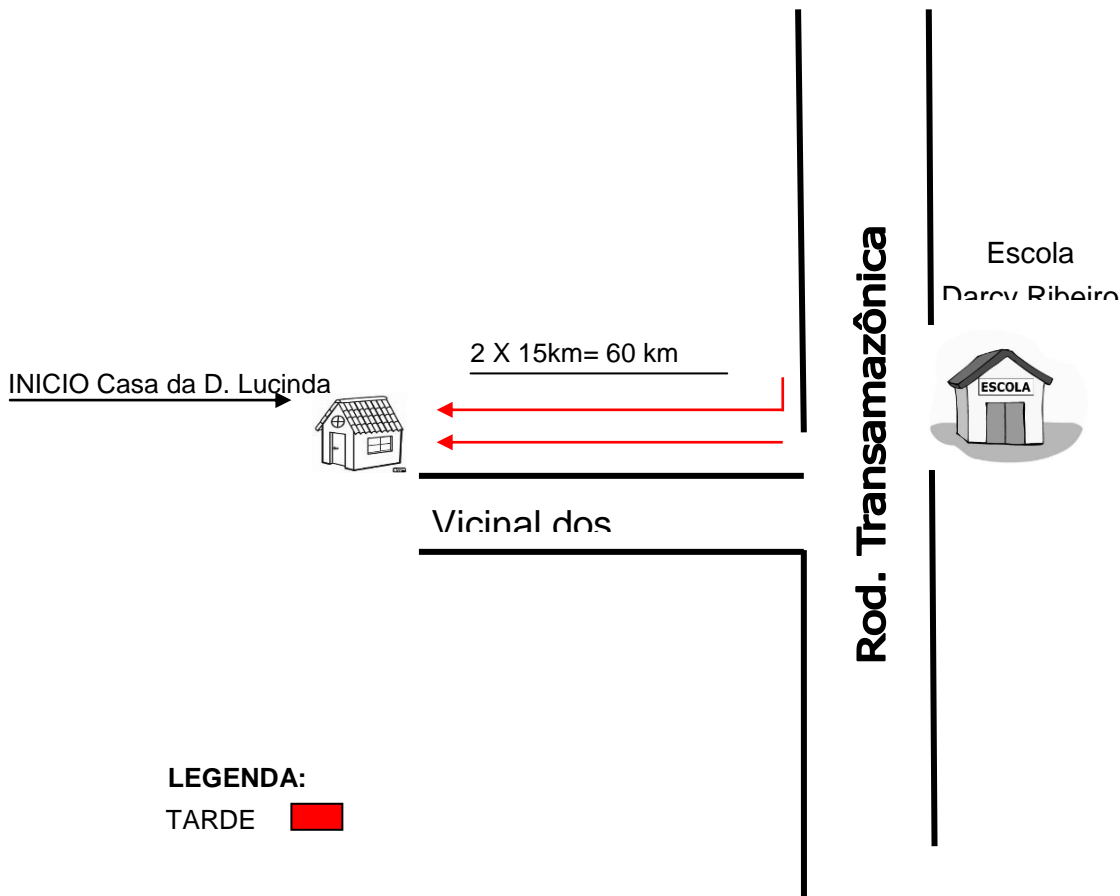 Escola
Darcy Ribeiro
2 X 15km= 60 km
INICIO Casa da D. Lucinda
ESCOLA
Rod. Transamazônica
Vicinal dos
LEGENDA:
TARDE